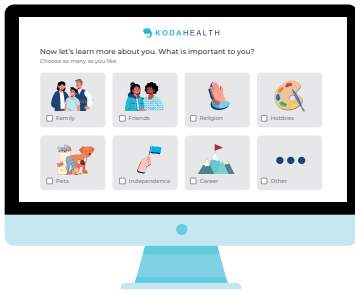 KODAHEALTH
Now let's learn more about you. What is important to you?
Choose as many as you like
Family
Friends
Religion
Hobbies
Pets
Independence
Career
Other